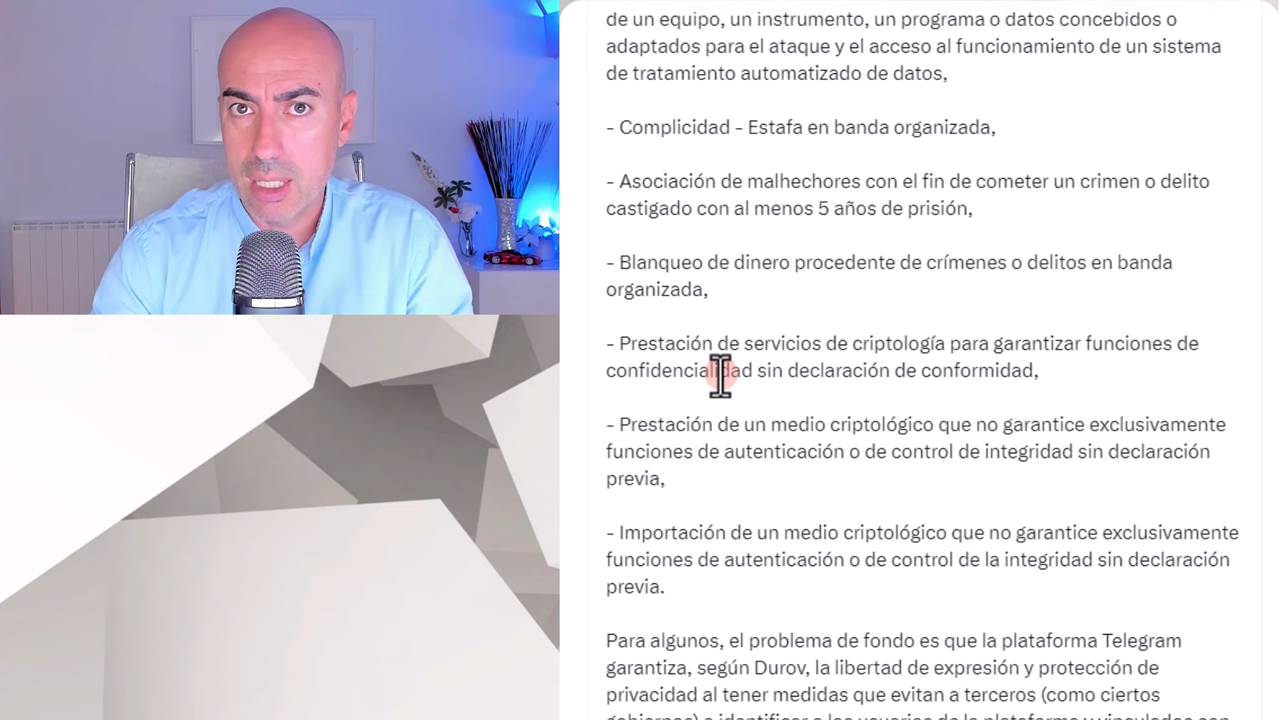 de un equipo, un instrumento, un programa o datos concebidos o
adaptados para el ataque y el acceso al funcionamiento de un sistema
de tratamiento automatizado de datos,
- Complicidad - Estafa en banda organizada,
- Asociación de malhechores con el fin de cometer un crimen o delito
castigado con al menos 5 años de prisión,
- Blanqueo de dinero procedente de crímenes o delitos en banda
organizada,
- Prestación de servicios de criptología para garantizar funciones de
confidencialidad sin declaración de conformidad,
- Prestación de un medio criptológico que no garantice exclusivamente
funciones de autenticación o de control de integridad sin declaración
previa,
- Importación de un medio criptológico que no garantice exclusivamente
funciones de autenticación o de control de la integridad sin declaración
previa.
Para algunos, el problema de fondo es que la plataforma Telegram
garantiza, según Durov, la libertad de expresión y protección de
privacidad al tener medidas que evitan a terceros (como ciertos